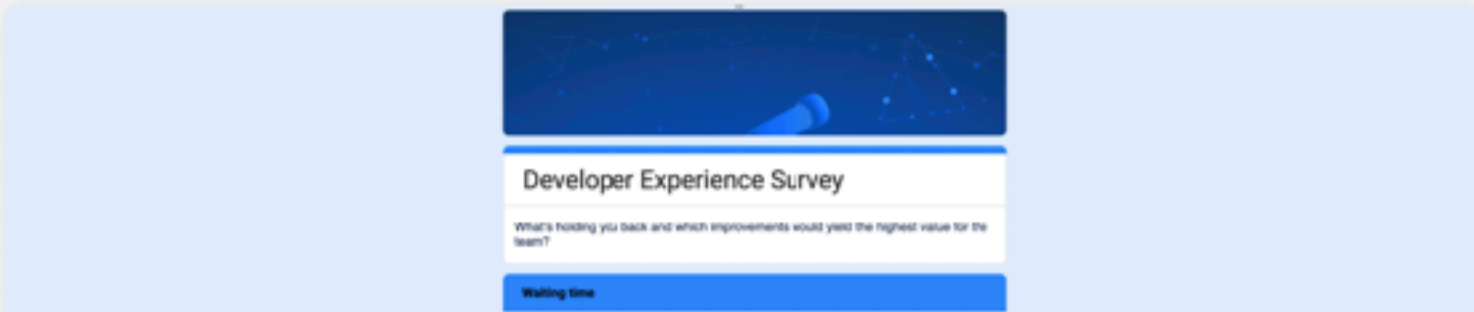 Developer Experience Survey
What's holding you back and which improvements would yield the highest value for the
team?
Waiting time